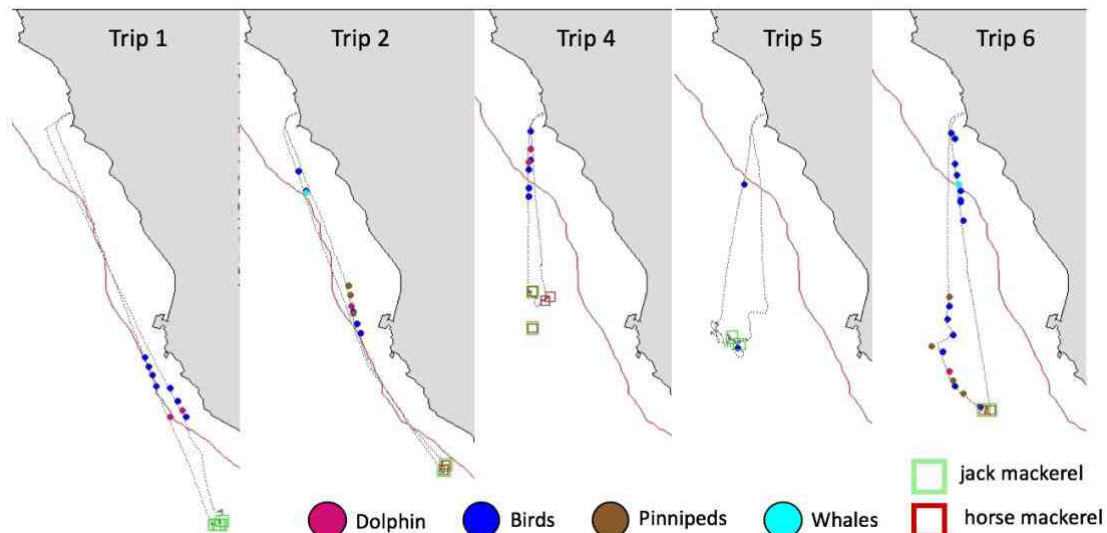 Trip 1
Trip 2
Trip 4
Trip 5
Trip 6
jack mackerel
Dolphin
Birds
Pinnipeds
Whales
horse mackerel